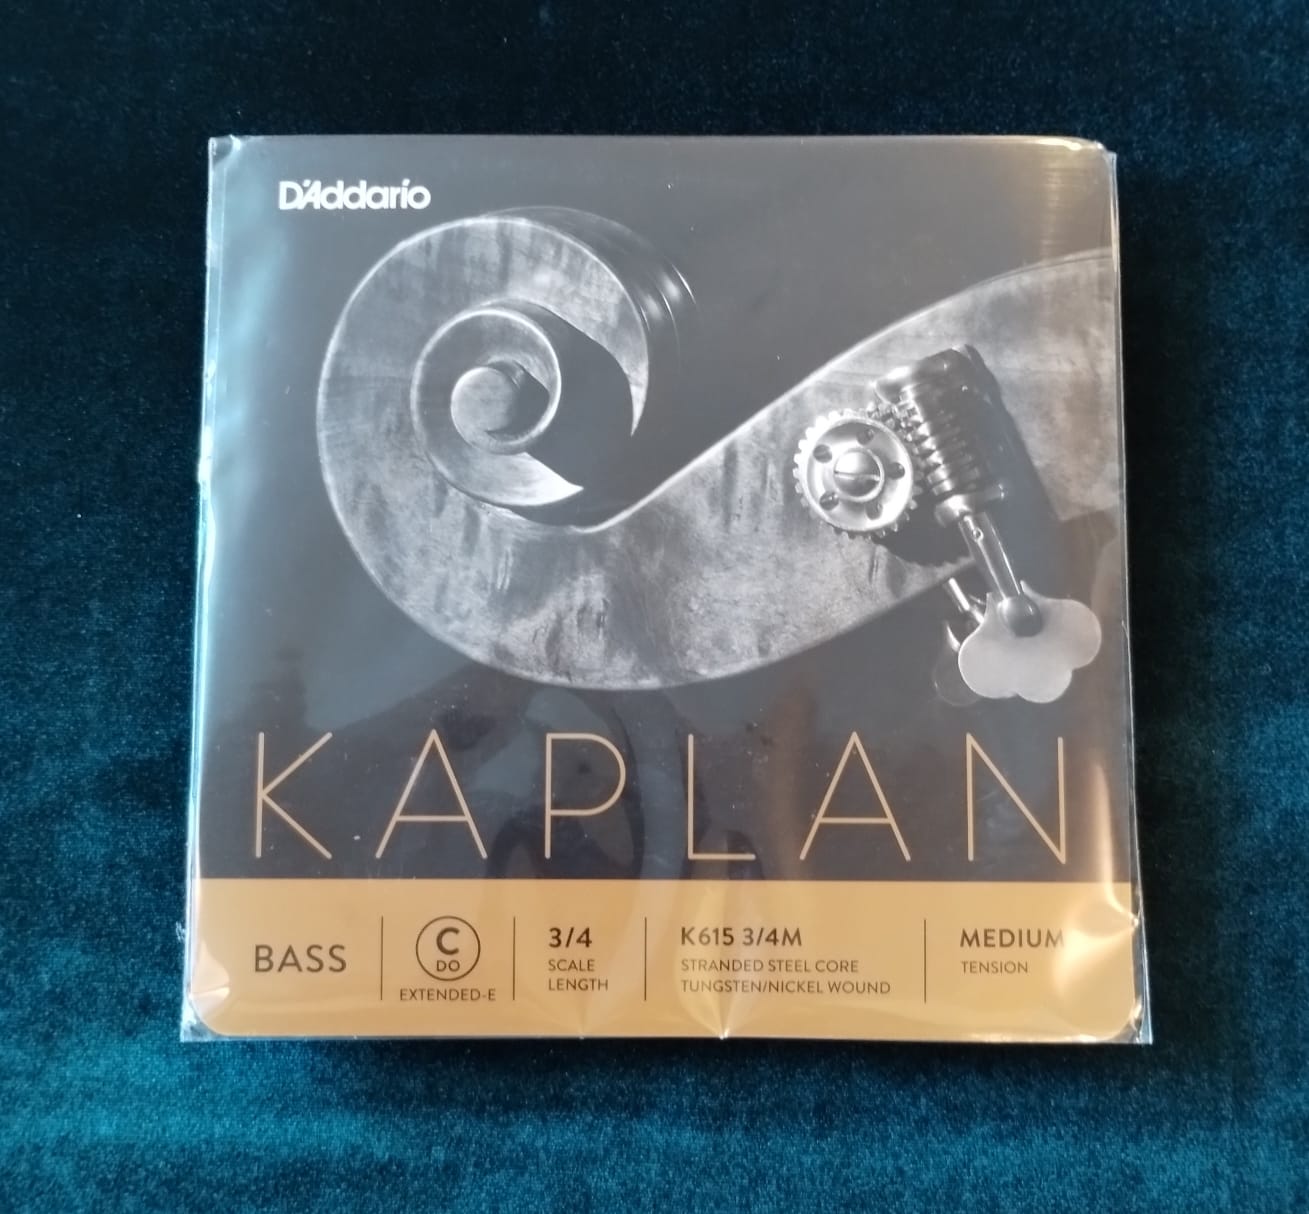 D'Addario
KAPLAN
BASS
C
DO
EXTENDED-E
3/4
SCALE
LENGTH
K615 3/4M
STRANDED STEEL CORE
TUNGSTEN/NICKEL WOUND
MEDIUM
TENSION